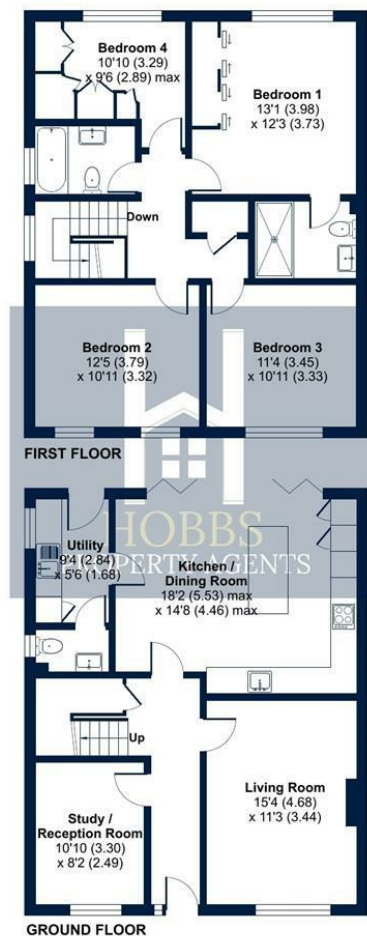 Bedroom 4
10'10 (3.29)
x 9'6 (2.89) max
Bedroom 1
13'1 (3.98)
x 12'3 (3.73)
Down
Bedroom 2
12'5 (3.79)
x 10'11 (3.32)
Bedroom 3
11'4 (3.45)
x 10'11 (3.33)
FIRST FLOOR
HOBBS
PROPERTY AGENTS
Utility
9'4 (2.84)
x 5'6 (1.68)
Kitchen /
Dining Room
18'2 (5.53) max
x 14'8 (4.46) max
Up
Study /
Reception Room
10'10 (3.30)
x 8'2 (2.49)
Living Room
15'4 (4.68)
x 11'3 (3.44)
GROUND FLOOR